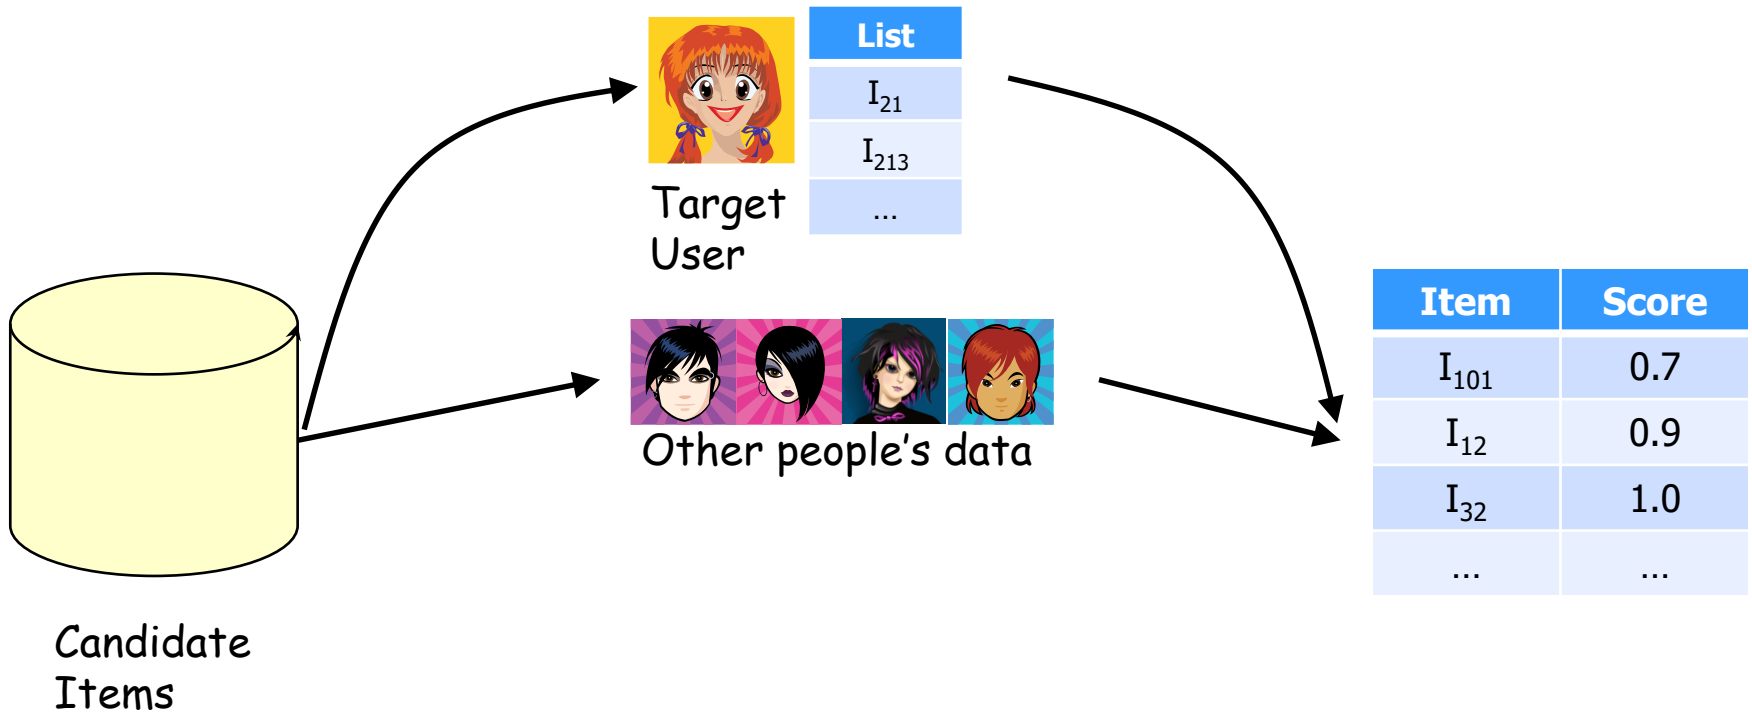 List
I21
I213
...
Target
User
Other people's data
Candidate
Items
Item Score
I101 0.7
I12 0.9
I32 1.0
... ...